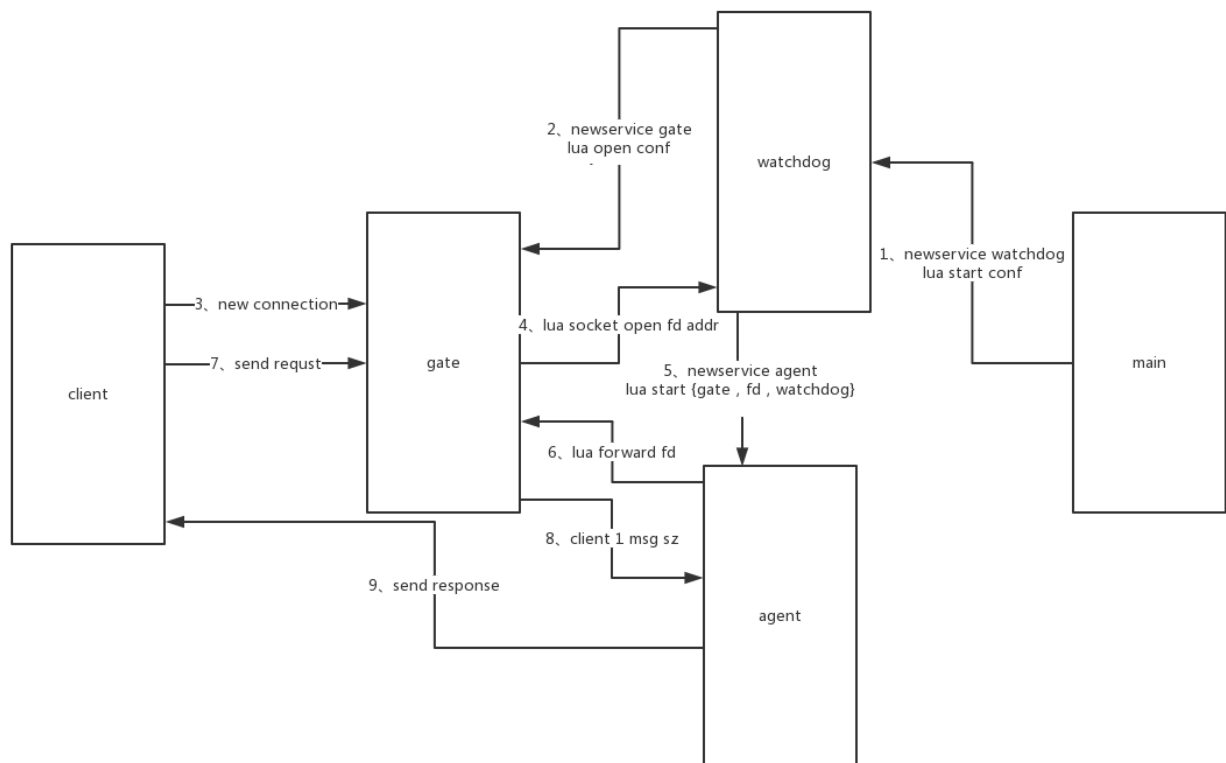 2、newservice gate
lua open conf
watchdog
1、newservice watchdog
lua start conf
3、new connection
4、lua socket open fd addr
7、send requst
gate
main
5、newservice agent
lua start {gate , fd , watchdog}
client
6、lua forward fd
8、client 1 msg sz
9、send response
agent